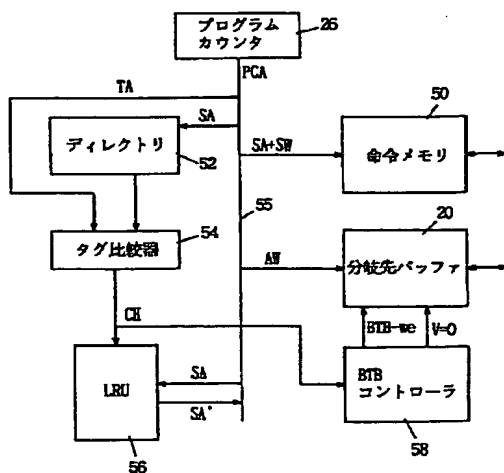 プログラム
カウンタ
26
PCA
TA
SA
ディレクトリ
52
SA+SW
50
命令メモリ
55
タグ比較器
54
AW
20
分岐先バッファ
CH
BTB-we
V=0
LRU
56
SA
SA'
BTB
コントローラ
58